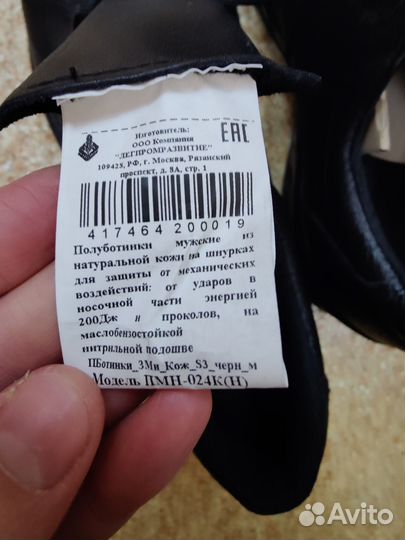 Изготовитель:
ООО Компания
"ЛЕГПРОМРАЗВИТИЕ"
109428, РФ, г. Москва, Рязанский
проспект, д. 8А, стр. 1
EAC
417464 200019
Полуботинки мужские из
натуральной кожи на шнурках
для защиты от механических
воздействий: от ударов в
носочной части энергией
200Дж и проколов, на
маслобензостойкой
нитрильной подошве
ПБотинки_ЗМи_Кож_S3_черн_м
Модель ПМН-024К(Н)
Avito